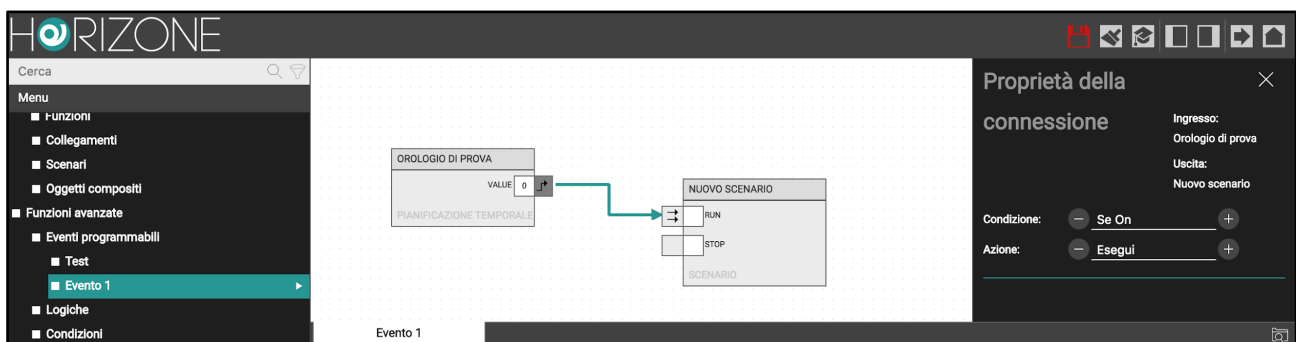 HORIZONE
Cerca
Menu
Funzioni
Collegamenti
Scenari
Oggetti compositi
Funzioni avanzate
Eventi programmabili
Test
Evento 1
Logiche
Condizioni
OROLOGIO DI PROVA
VALUE 0
PIANIFICAZIONE TEMPORALE
NUOVO SCENARIO
RUN
STOP
SCENARIO
Evento 1
Proprietà della
connessione
Ingresso:
Orologio di prova
Uscita:
Nuovo scenario
Condizione: Se On
Azione: Esegui